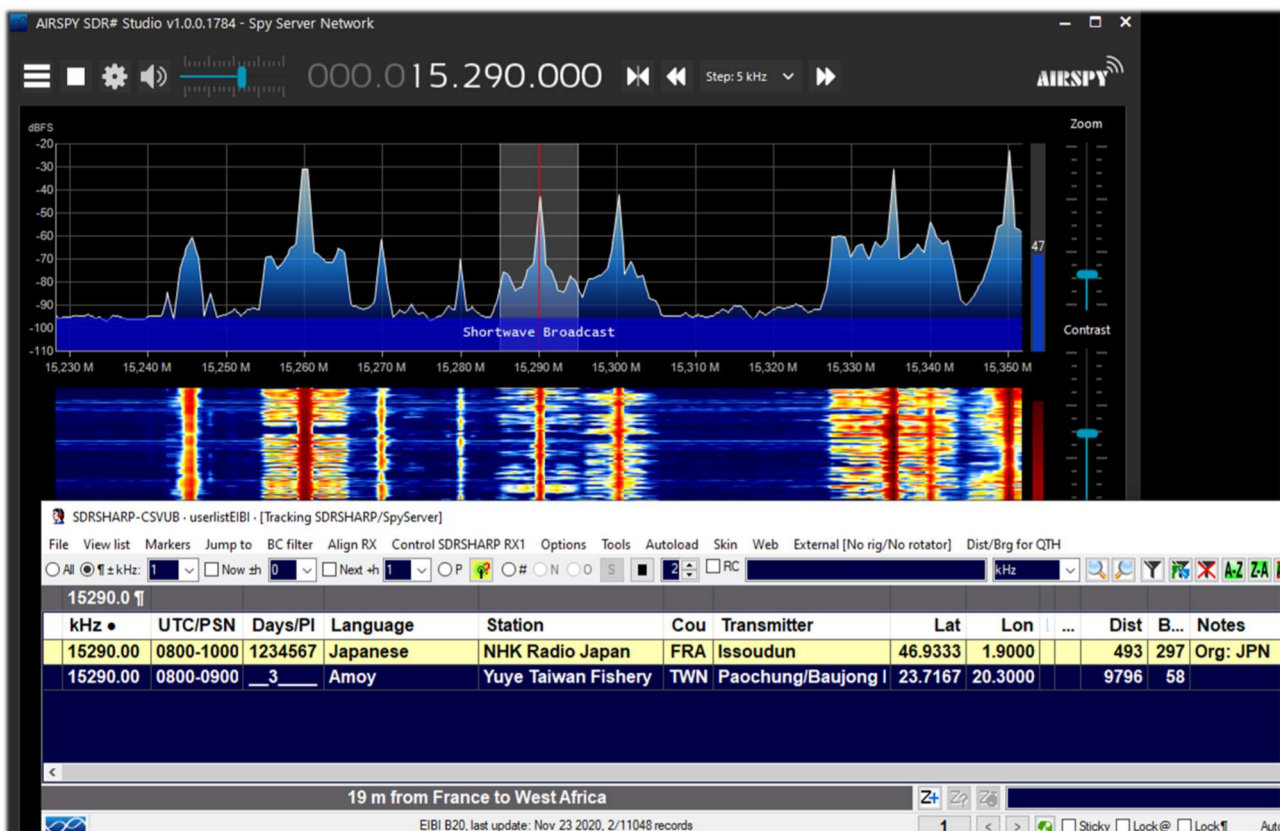 AIRSPY SDR# Studio v1.0.0.1784 - Spy Server Network
000.015.290.000 Step: 5 kHz AIRSPY
dBFS Zoom
-20
-30
-40
-50
-60
47
-70
-80
-90
-100 Shortwave Broadcast Contrast
-110
15,230 M 15,240 M 15,250 M 15,260 M 15,270 M 15,280 M 15,290 M 15,300 M 15,310 M 15,320 M 15,330 M 15,340 M 15,350 M
SDRSHARP-CSVUB - userlistEIBI - [Tracking SDRSHARP/SpyServer]
File View list Markers Jump to BC filter Align RX Control SDRSHARP RX1 Options Tools Autoload Skin Web External [No rig/No rotator] Dist/Brg for QTH
All ¶ ± kHz: 1 Now ±h 0 Next +h 1 P O# N O S 2 RC kHz A-Z Z-A
15290.0 ¶
kHz • UTC/PSN Days/Pl Language Station Cou Transmitter Lat Lon ... Dist B... Notes
15290.00 0800-1000 1234567 Japanese NHK Radio Japan FRA Issoudun 46.9333 1.9000 493 297 Org: JPN
15290.00 0800-0900 __3____ Amoy Yuye Taiwan Fishery TWN Paochung/Baujong 23.7167 20.3000 9796 58
19 m from France to West Africa Z+ Z?
EIBI B20, last update: Nov 23 2020, 2/11048 records 1 < > Sticky Lock@ Lock¶